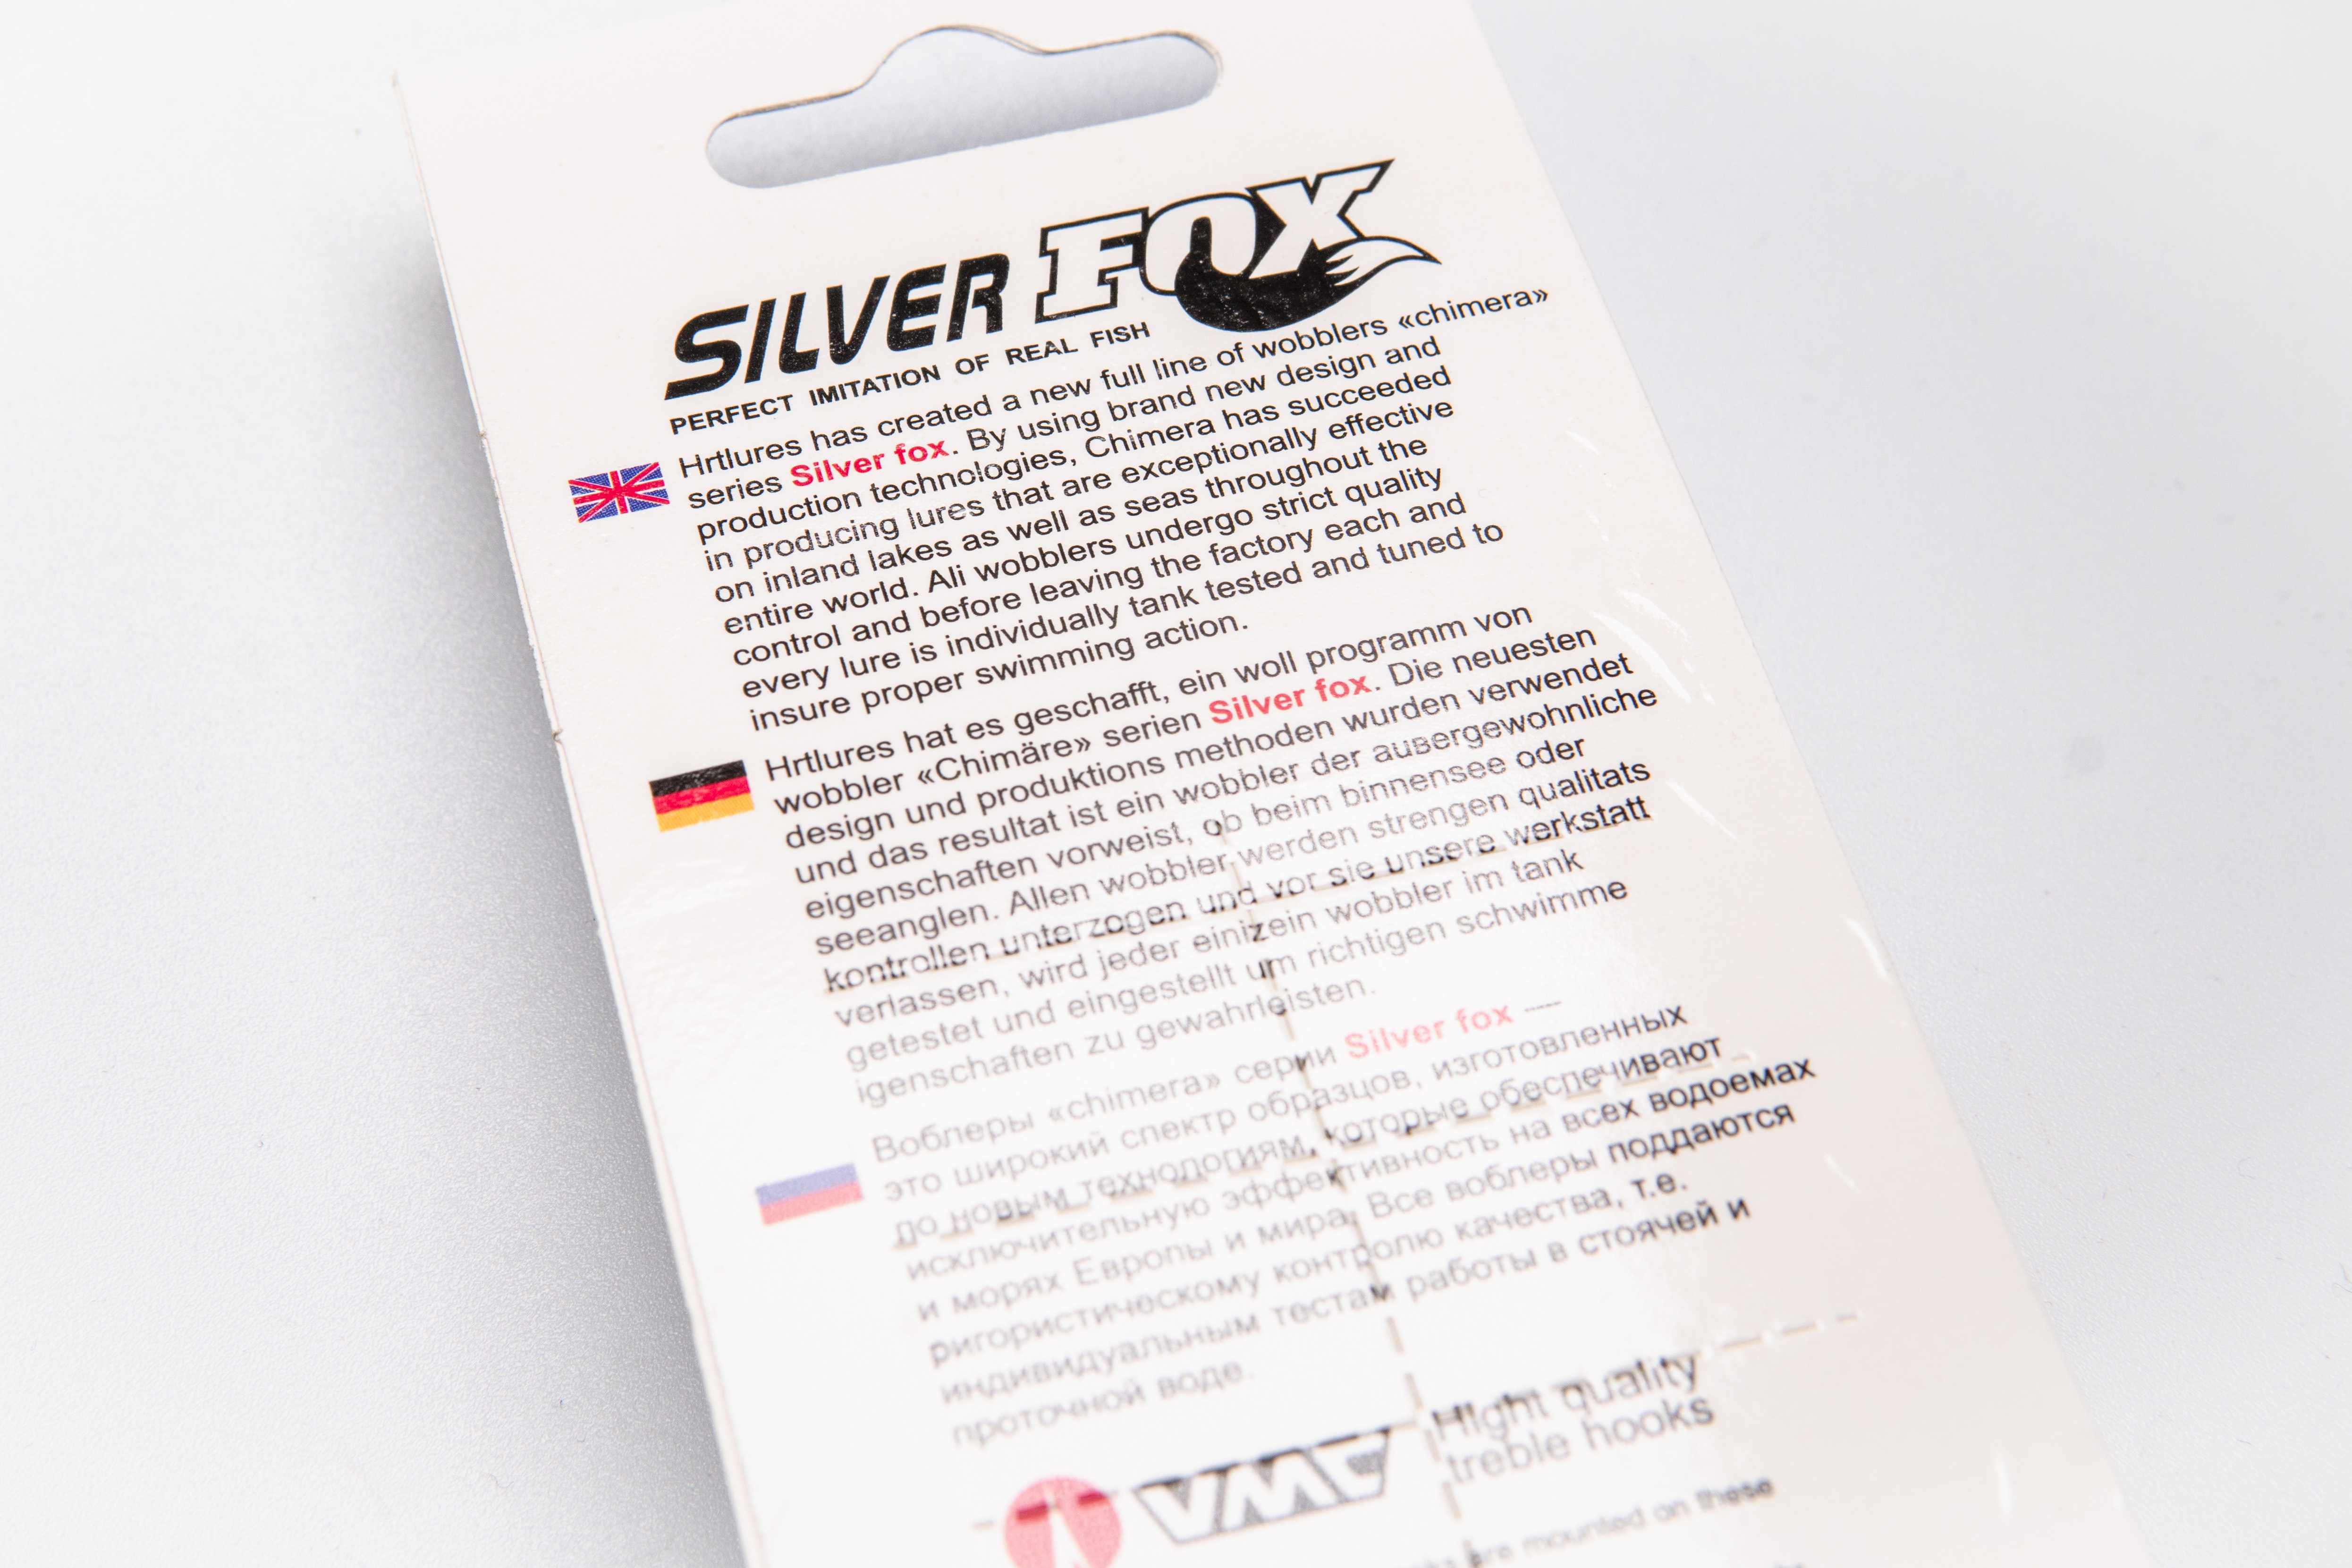 SILVER FOX
PERFECT IMITATION OF REAL FISH
Hrtlures has created a new full line of wobblers «chimera»
series Silver fox. By using brand new design and
production technologies, Chimera has succeeded
in producing lures that are exceptionally effective
on inland lakes as well as seas throughout the
entire world. Ali wobblers undergo strict quality
control and before leaving the factory each and
every lure is individually tank tested and tuned to
insure proper swimming action.
Hrtlures hat es geschafft, ein woll programm von
wobbler «Chimäre» serien Silver fox. Die neuesten
design und produktions methoden wurden verwendet
und das resultat ist ein wobbler der auвergewohnliche
eigenschaften vorweist, ob beim binnensee oder
seeanglen. Allen wobbler werden strengen qualitats
kontrollen unterzogen und vor sie unsere werkstatt
verlassen, wird jeder einizein wobbler im tank
getestet und eingestellt um richtigen schwimme
igenschaften zu gewahrleisten.
Воблеры «chimera» серии Silver fox —
это широкий спектр образцов, изготовленных
по новым технологиям, которые обеспечивают
исключительную эффективность на всех водоемах
и морях Европы и мира. Все воблеры поддаются
ригористическому контролю качества, т.е.
индивидуальным тестам работы в стоячей и
проточной воде.
VMC
Hight quality
treble hooks
are mounted on these